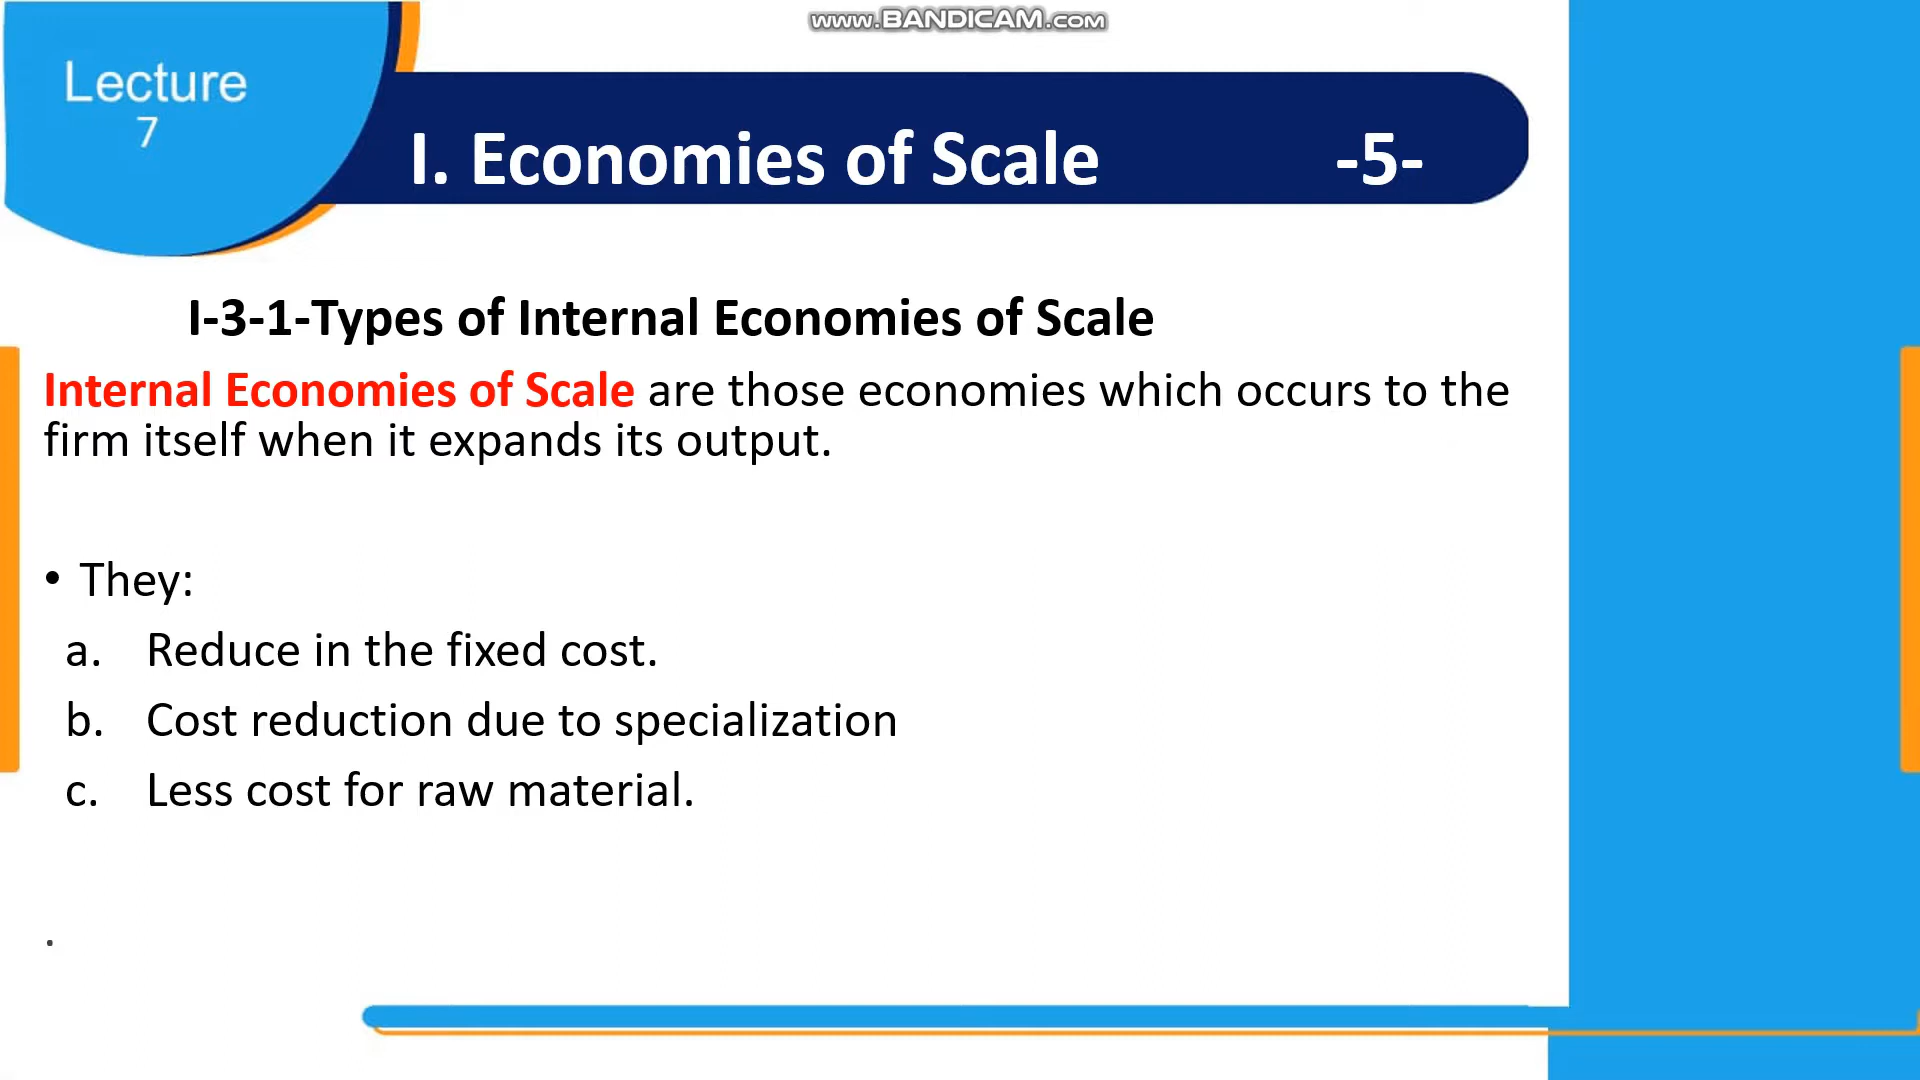 www.BANDICAM.com
Lecture
7
I. Economies of Scale -5-
I-3-1-Types of Internal Economies of Scale
Internal Economies of Scale are those economies which occurs to the
firm itself when it expands its output.
• They:
a. Reduce in the fixed cost.
b. Cost reduction due to specialization
c. Less cost for raw material.
.